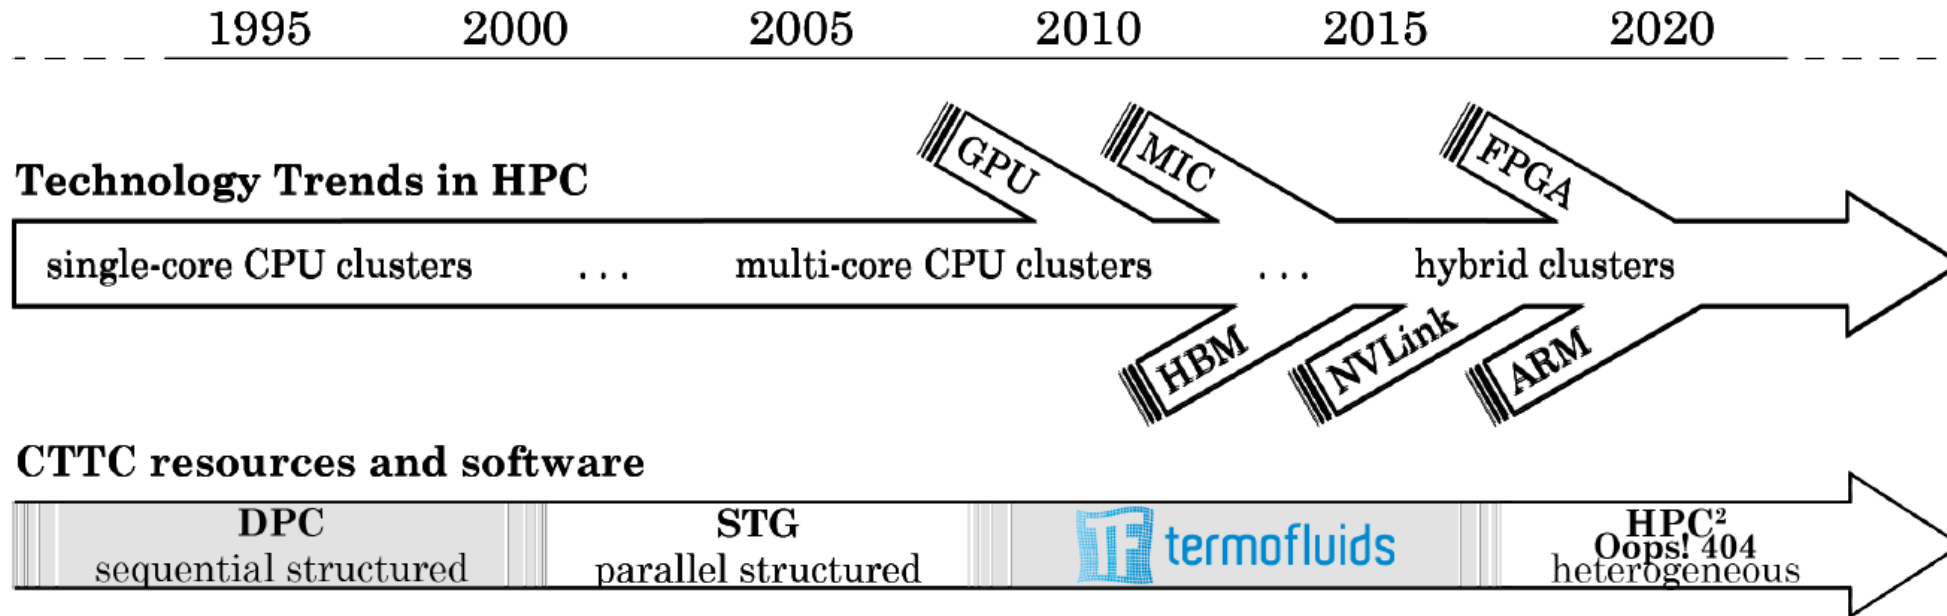 1995 2000 2005 2010 2015 2020
GPU MIC FPGA
Technology Trends in HPC
single-core CPU clusters ... multi-core CPU clusters ... hybrid clusters
HBM NVLink ARM
CTTC resources and software
DPC
sequential structured
STG
parallel structured
TF termofluids
HPC²
Oops! 404
heterogeneous